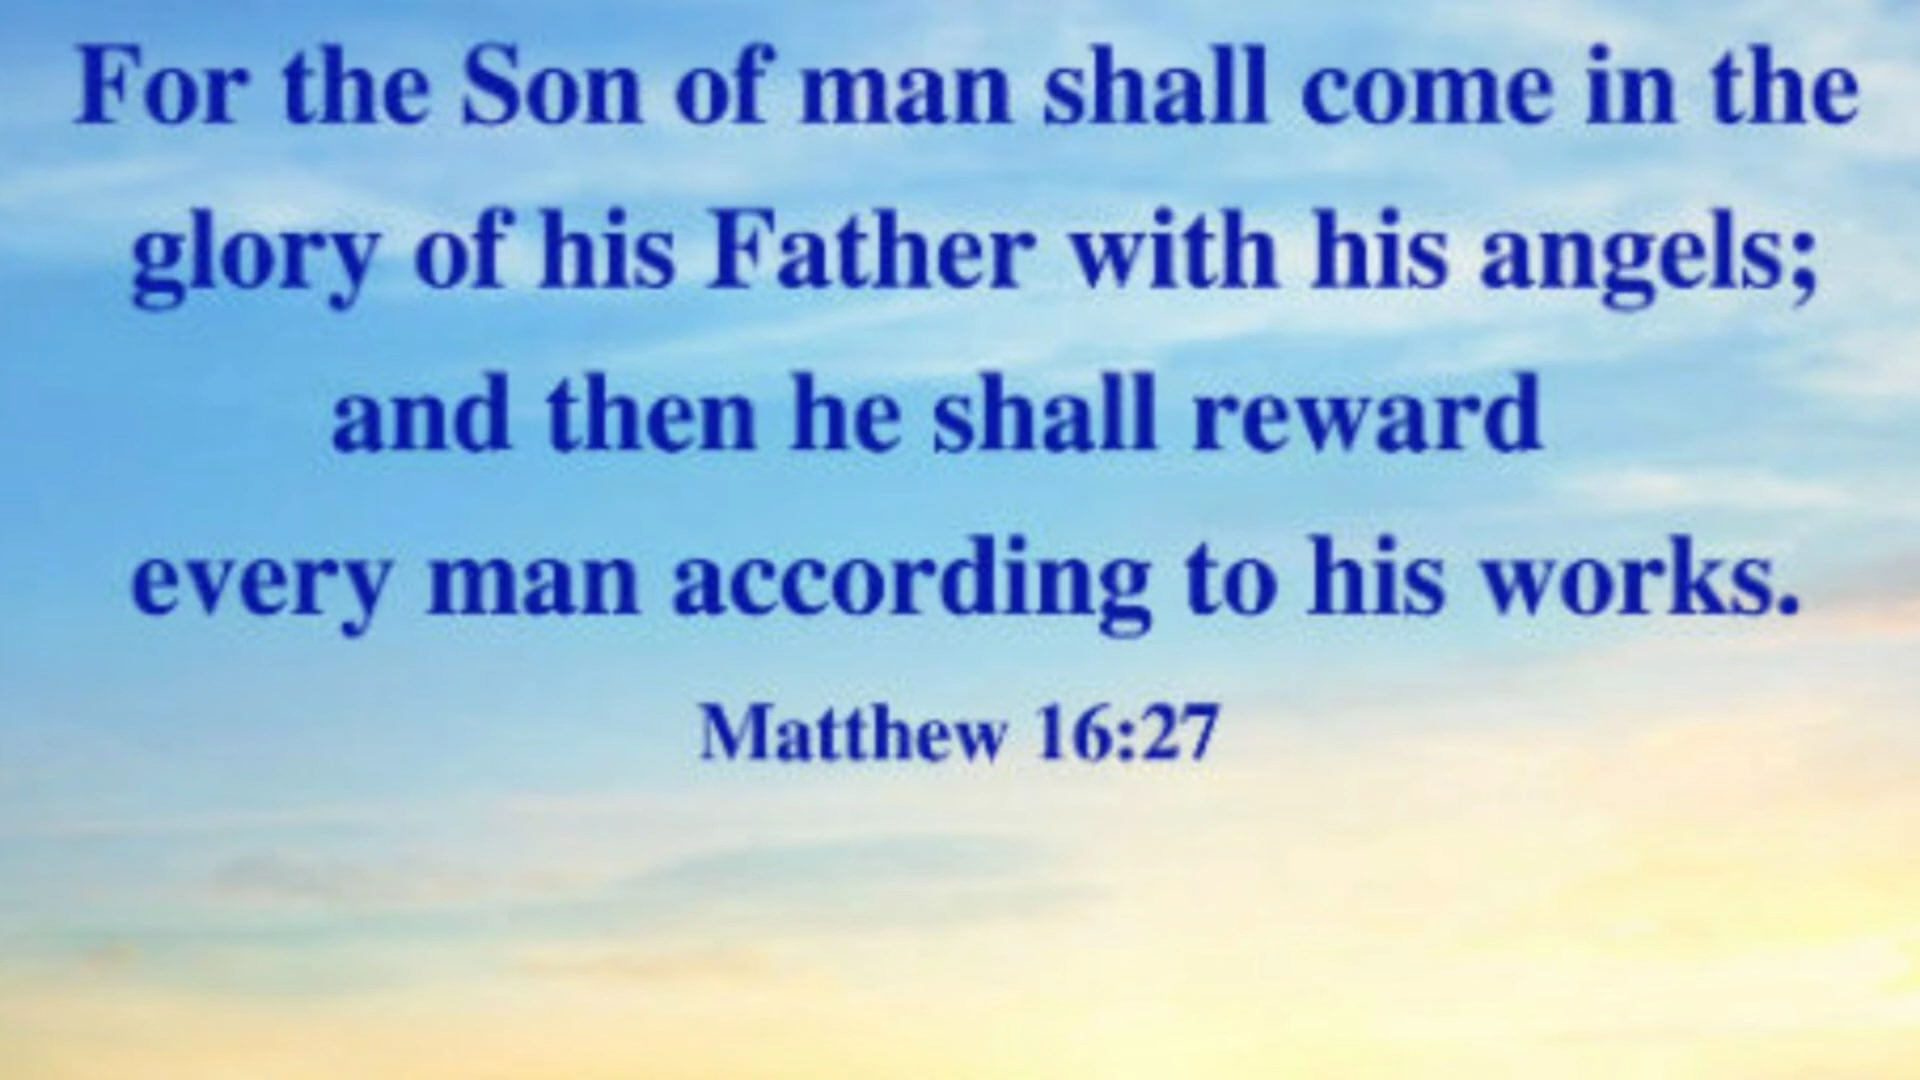 For the Son of man shall come in the
glory of his Father with his angels;
and then he shall reward
every man according to his works.
Matthew 16:27